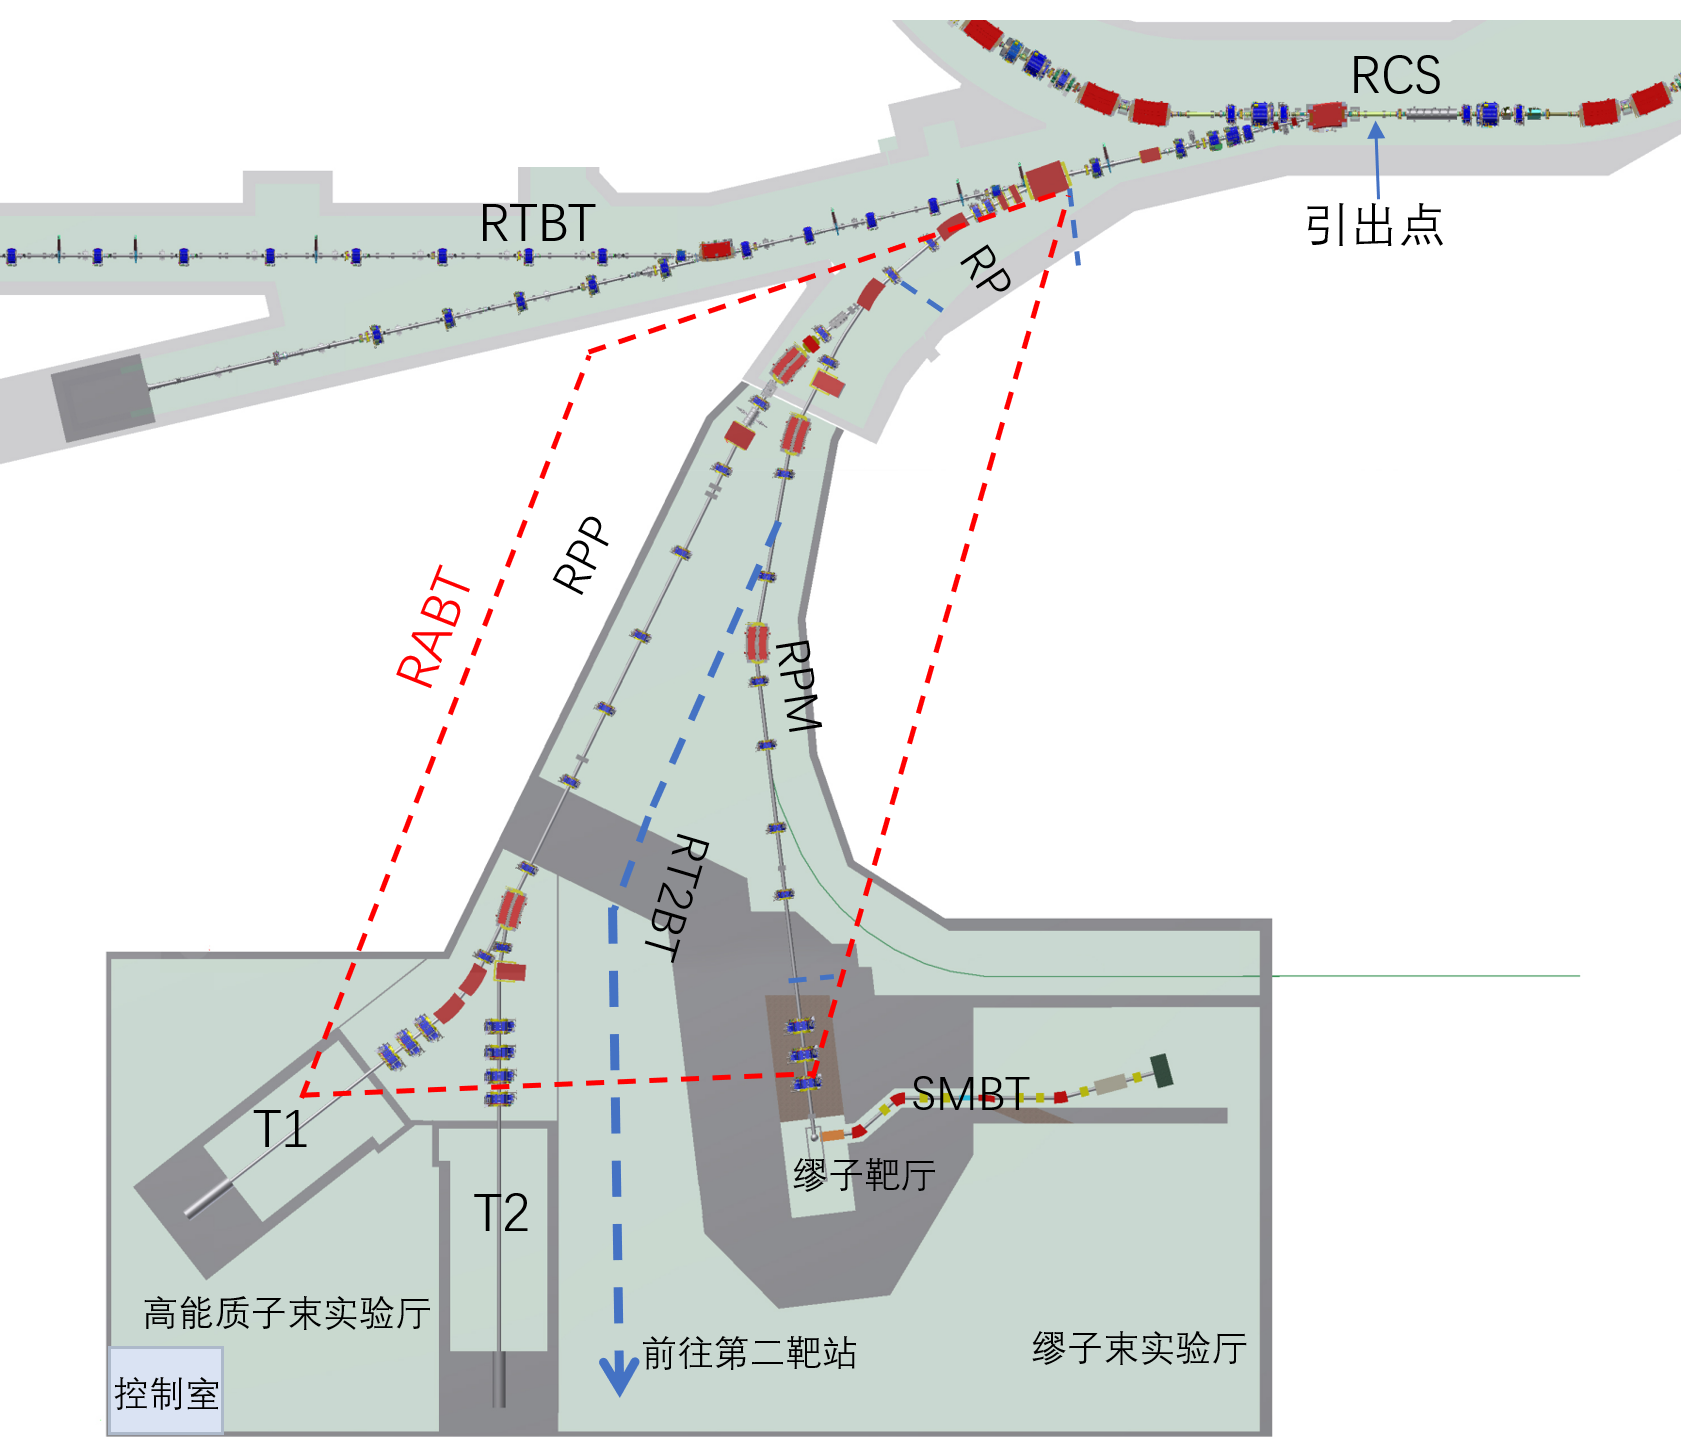 RCS
引出点
RTBT
RP
RPP
RABT
RPM
RT2BT
SMBT
T1
缪子靶厅
T2
高能质子束实验厅
前往第二靶站
缪子束实验厅
控制室